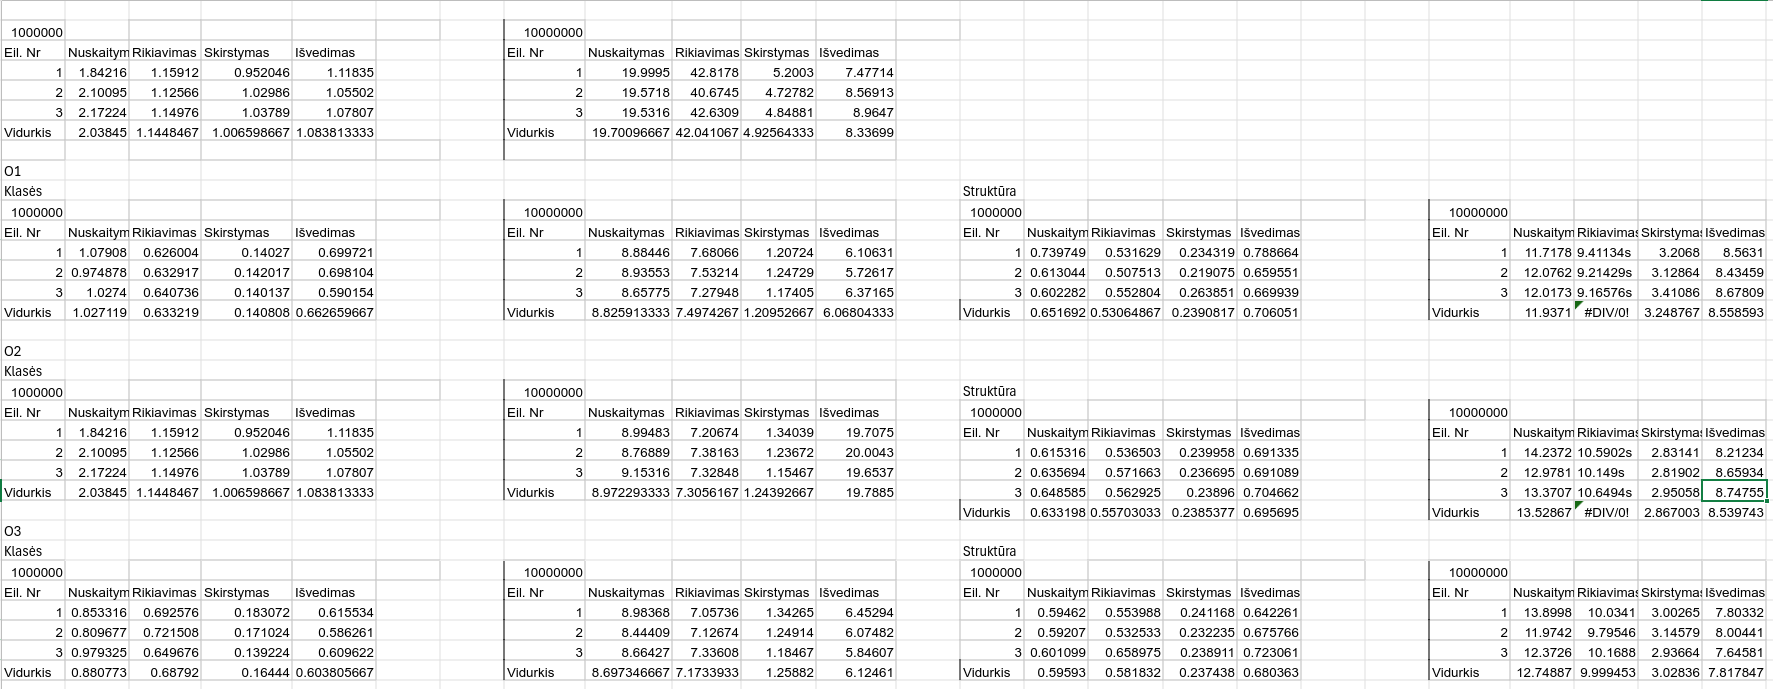 1000000 10000000
Eil. Nr Nuskaitym Rikiavimas Skirstymas Išvedimas Eil. Nr Nuskaitymas Rikiavimas Skirstymas Išvedimas
1 1.84216 1.15912 0.952046 1.11835 1 19.9995 42.8178 5.2003 7.47714
2 2.10095 1.12566 1.02986 1.05502 2 19.5718 40.6745 4.72782 8.56913
3 2.17224 1.14976 1.03789 1.07807 3 19.5316 42.6309 4.84881 8.9647
Vidurkis 2.03845 1.1448467 1.006598667 1.083813333 Vidurkis 19.70096667 42.041067 4.92564333 8.33699
O1
Klasės Struktūra
1000000 10000000 1000000 10000000
Eil. Nr Nuskaitym Rikiavimas Skirstymas Išvedimas Eil. Nr Nuskaitymas Rikiavimas Skirstymas Išvedimas Eil. Nr Nuskaitym Rikiavimas Skirstymas Išvedimas Eil. Nr Nuskaitym Rikiavimas Skirstymas Išvedimas
1 1.07908 0.626004 0.14027 0.699721 1 8.88446 7.68066 1.20724 6.10631 1 0.739749 0.531629 0.234319 0.788664 1 11.7178 9.41134s 3.2068 8.5631
2 0.974878 0.632917 0.142017 0.698104 2 8.93553 7.53214 1.24729 5.72617 2 0.613044 0.507513 0.219075 0.659551 2 12.0762 9.21429s 3.12864 8.43459
3 1.0274 0.640736 0.140137 0.590154 3 8.65775 7.27948 1.17405 6.37165 3 0.602282 0.552804 0.263851 0.669939 3 12.0173 9.16576s 3.41086 8.67809
Vidurkis 1.027119 0.633219 0.140808 0.662659667 Vidurkis 8.825913333 7.4974267 1.20952667 6.06804333 Vidurkis 0.651692 0.53064867 0.2390817 0.706051 Vidurkis 11.9371 #DIV/0! 3.248767 8.558593
O2
Klasės
1000000 10000000 Struktūra
Eil. Nr Nuskaitym Rikiavimas Skirstymas Išvedimas Eil. Nr Nuskaitymas Rikiavimas Skirstymas Išvedimas 1000000 10000000
1 1.84216 1.15912 0.952046 1.11835 1 8.99483 7.20674 1.34039 19.7075 Eil. Nr Nuskaitym Rikiavimas Skirstymas Išvedimas Eil. Nr Nuskaitym Rikiavimas Skirstymas Išvedimas
2 2.10095 1.12566 1.02986 1.05502 2 8.76889 7.38163 1.23672 20.0043 1 0.615316 0.536503 0.239958 0.691335 1 14.2372 10.5902s 2.83141 8.21234
3 2.17224 1.14976 1.03789 1.07807 3 9.15316 7.32848 1.15467 19.6537 2 0.635694 0.571663 0.236695 0.691089 2 12.9781 10.149s 2.81902 8.65934
Vidurkis 2.03845 1.1448467 1.006598667 1.083813333 Vidurkis 8.972293333 7.3056167 1.24392667 19.7885 3 0.648585 0.562925 0.23896 0.704662 3 13.3707 10.6494s 2.95058 8.74755
Vidurkis 0.633198 0.55703033 0.2385377 0.695695 Vidurkis 13.52867 #DIV/0! 2.867003 8.539743
O3
Klasės Struktūra
1000000 10000000 1000000 10000000
Eil. Nr Nuskaitym Rikiavimas Skirstymas Išvedimas Eil. Nr Nuskaitymas Rikiavimas Skirstymas Išvedimas Eil. Nr Nuskaitym Rikiavimas Skirstymas Išvedimas Eil. Nr Nuskaitym Rikiavimas Skirstymas Išvedimas
1 0.853316 0.692576 0.183072 0.615534 1 8.98368 7.05736 1.34265 6.45294 1 0.59462 0.553988 0.241168 0.642261 1 13.8998 10.0341 3.00265 7.80332
2 0.809677 0.721508 0.171024 0.586261 2 8.44409 7.12674 1.24914 6.07482 2 0.59207 0.532533 0.232235 0.675766 2 11.9742 9.79546 3.14579 8.00441
3 0.979325 0.649676 0.139224 0.609622 3 8.66427 7.33608 1.18467 5.84607 3 0.601099 0.658975 0.238911 0.723061 3 12.3726 10.1688 2.93664 7.64581
Vidurkis 0.880773 0.68792 0.16444 0.603805667 Vidurkis 8.697346667 7.1733933 1.25882 6.12461 Vidurkis 0.59593 0.581832 0.237438 0.680363 Vidurkis 12.74887 9.999453 3.02836 7.817847